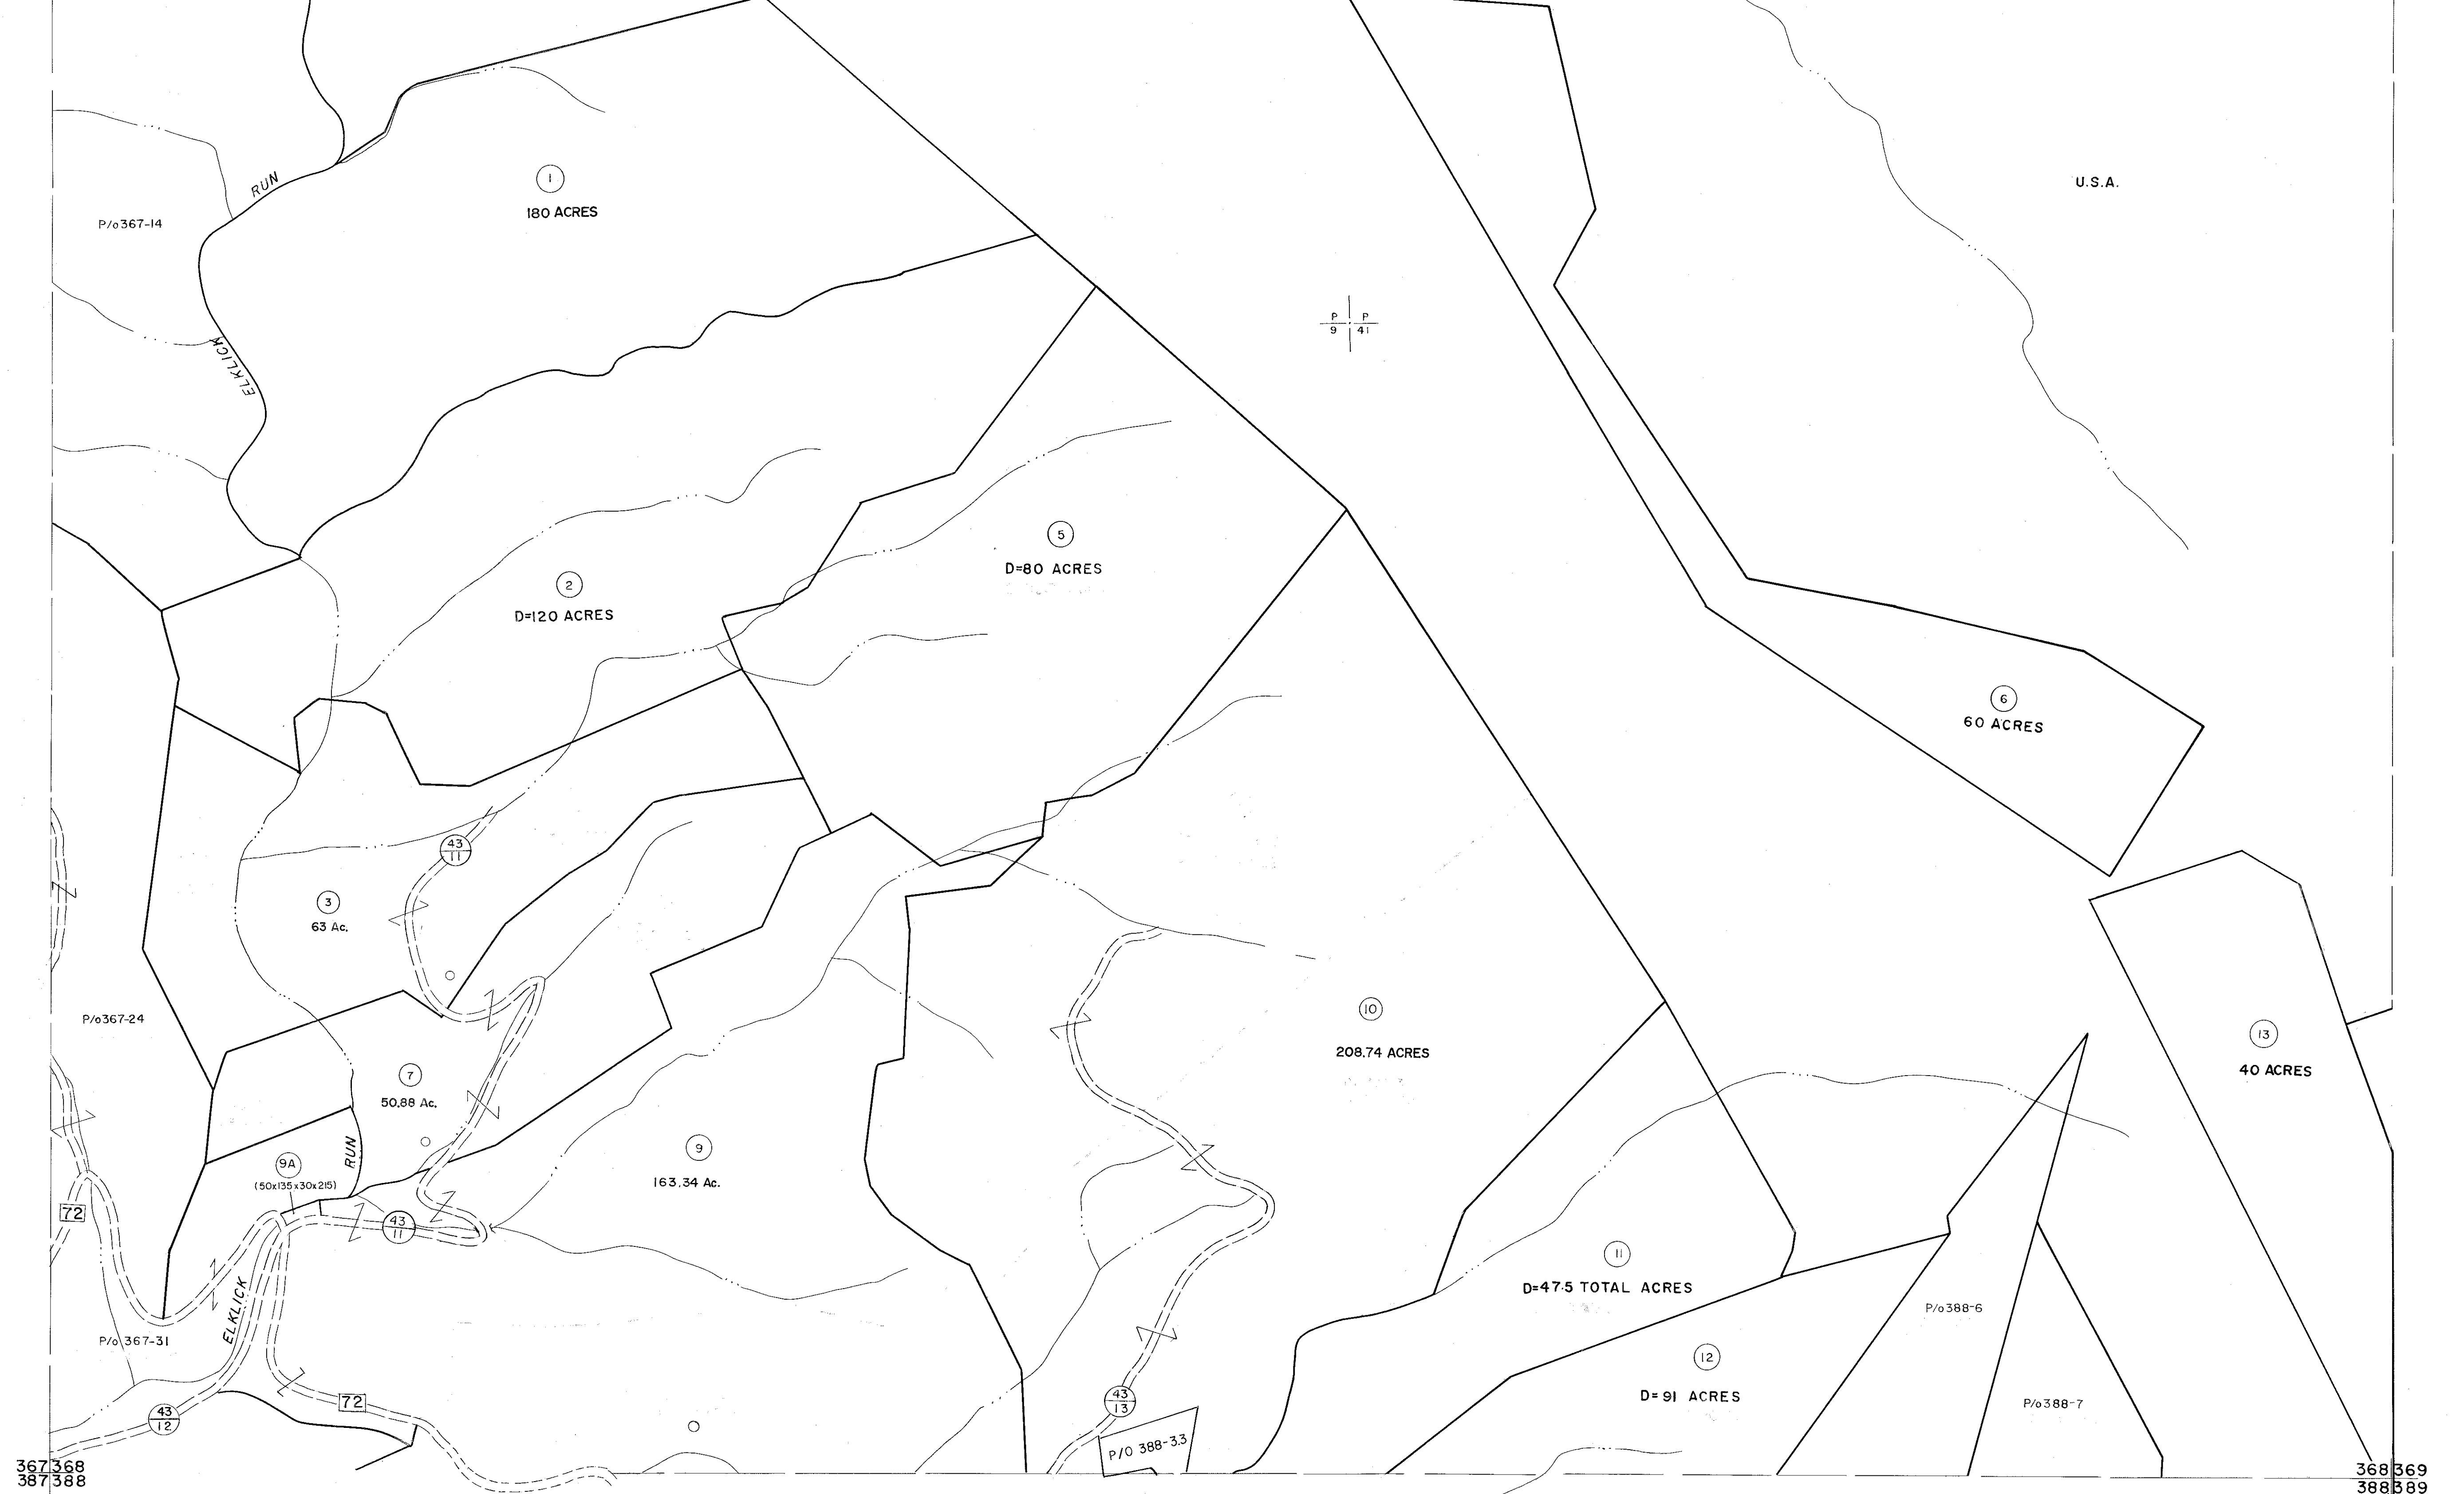 RUN
1
180 ACRES
U.S.A.
P/o 367-14
P P
9 41
ELKLICK
5
D=80 ACRES
2
D=120 ACRES
6
60 ACRES
43
11
3
63 Ac.
P/o 367-24
10
208.74 ACRES
13
40 ACRES
7
50.88 Ac.
RUN
9
163.34 Ac.
9A
(50x135x30x215)
72
43
11
11
D=47.5 TOTAL ACRES
ELKLICK
P/o 388-6
P/o 367-31
12
D=91 ACRES
72
43
13
P/o 388-7
43
12
P/O 388-3.3
367 368
387 388
368 369
388 389